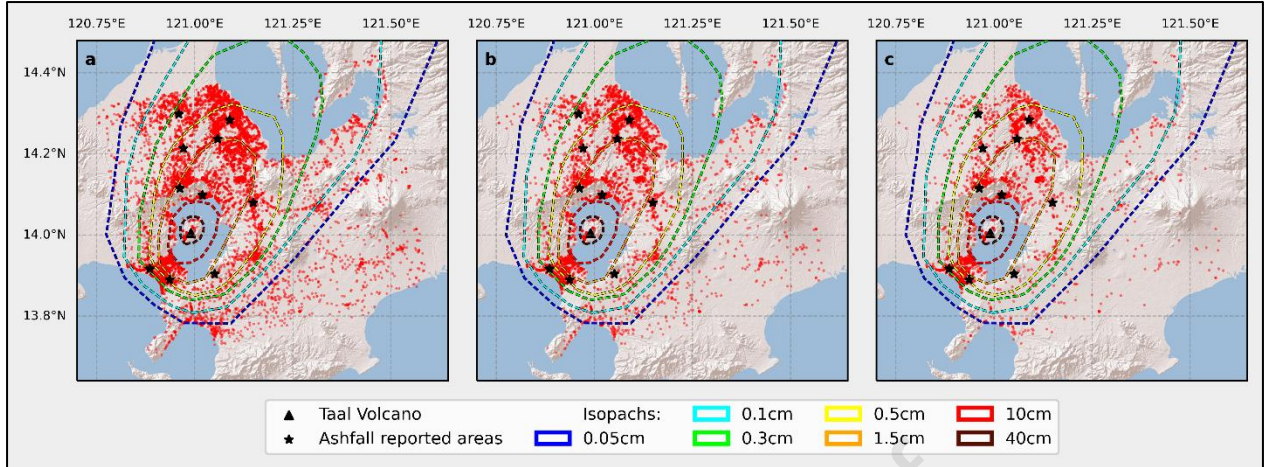 120.75°E 121.00°E 121.25°E 121.50°E 120.75°E 121.00°E 121.25°E 121.50°E 120.75°E 121.00°E 121.25°E 121.50°E
a b c
14.4°N
14.2°N
14.0°N
13.8°N
Taal Volcano Isopachs: 0.1cm 0.5cm 10cm
Ashfall reported areas 0.05cm 0.3cm 1.5cm 40cm